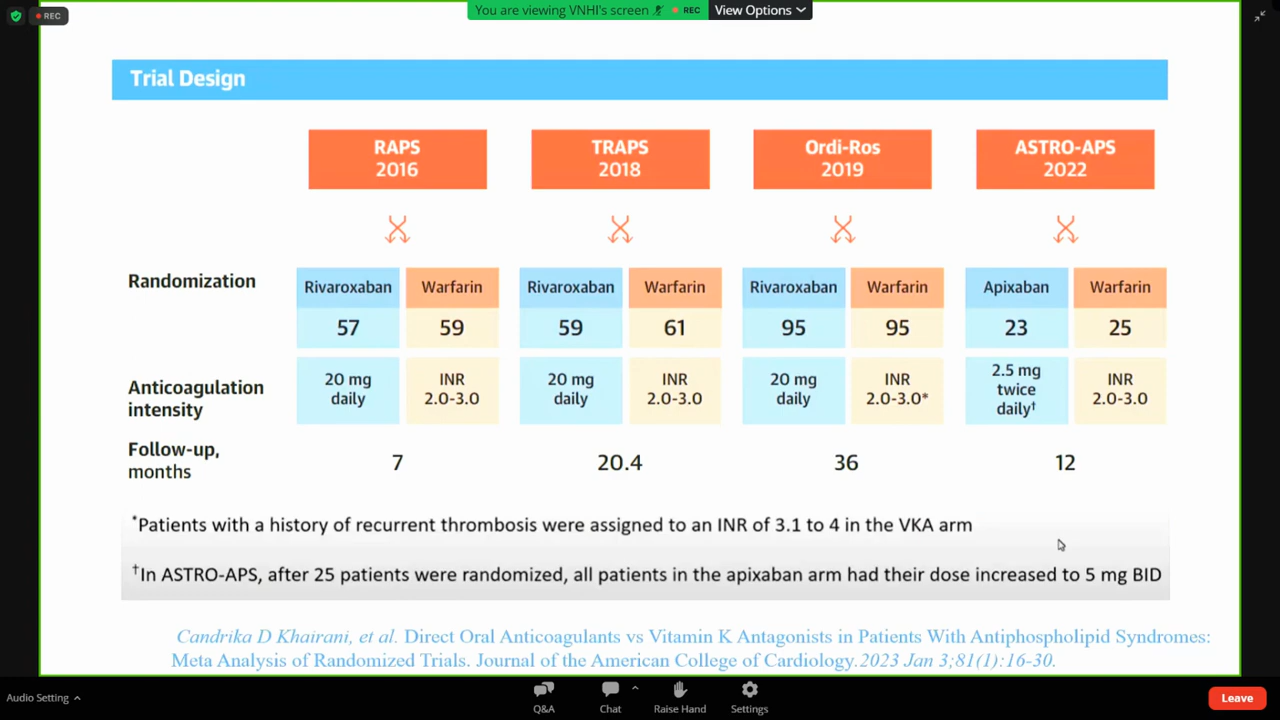 REC
You are viewing VNHI's screen
REC
View Options
Trial Design
RAPS
2016
TRAPS
2018
Ordi-Ros
2019
ASTRO-APS
2022
Randomization
Rivaroxaban
Warfarin
Rivaroxaban
Warfarin
Rivaroxaban
Warfarin
Apixaban
Warfarin
57
59
59
61
95
95
23
25
Anticoagulation
intensity
20 mg
daily
INR
2.0-3.0
20 mg
daily
INR
2.0-3.0
20 mg
daily
INR
2.0-3.0*
2.5 mg
twice
daily†
INR
2.0-3.0
Follow-up,
months
7
20.4
36
12
*Patients with a history of recurrent thrombosis were assigned to an INR of 3.1 to 4 in the VKA arm
†In ASTRO-APS, after 25 patients were randomized, all patients in the apixaban arm had their dose increased to 5 mg BID
Candrika D Khairani, et al. Direct Oral Anticoagulants vs Vitamin K Antagonists in Patients With Antiphospholipid Syndromes:
Meta Analysis of Randomized Trials. Journal of the American College of Cardiology.2023 Jan 3;81(1):16-30.
Audio Setting
Q&A
Chat
Raise Hand
Settings
Leave